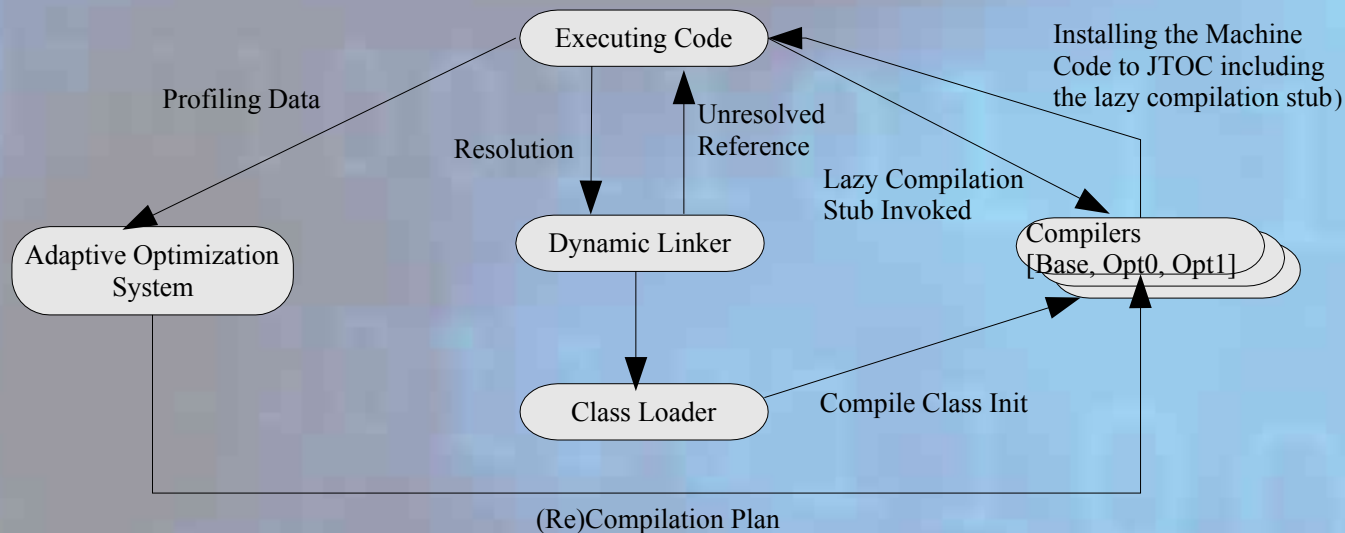 Executing Code
Installing the Machine
Code to JTOC including
the lazy compilation stub)
Profiling Data
Unresolved
Reference
Resolution
Lazy Compilation
Stub Invoked
Adaptive Optimization
System
Dynamic Linker
Compilers
[Base, Opt0, Opt1]
Class Loader
Compile Class Init
(Re)Compilation Plan